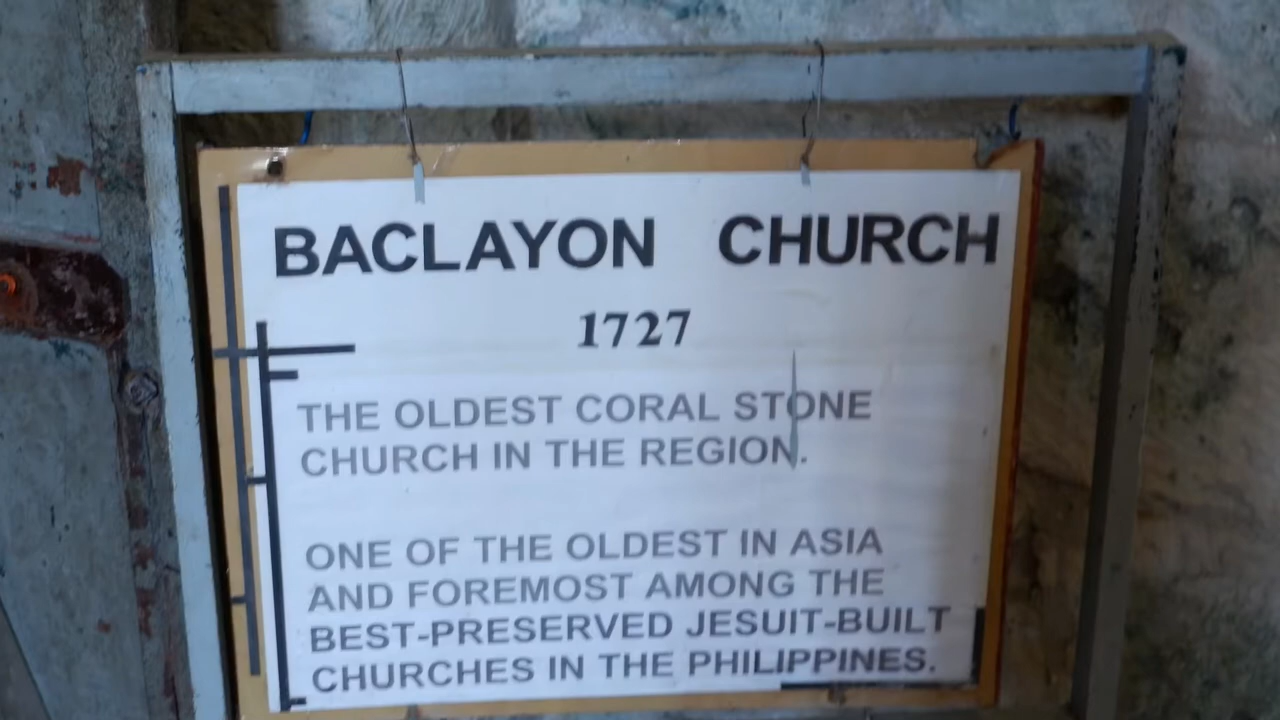 BACLAYON CHURCH
1727
THE OLDEST CORAL STONE
CHURCH IN THE REGION.
ONE OF THE OLDEST IN ASIA
AND FOREMOST AMONG THE
BEST-PRESERVED JESUIT-BUILT
CHURCHES IN THE PHILIPPINES.